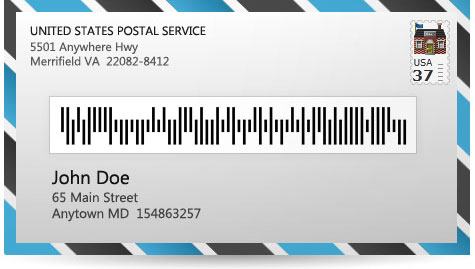 UNITED STATES POSTAL SERVICE
5501 Anywhere Hwy
Merrifield VA  22082-8412
USA
37
John Doe
65 Main Street
Anytown MD  154863257